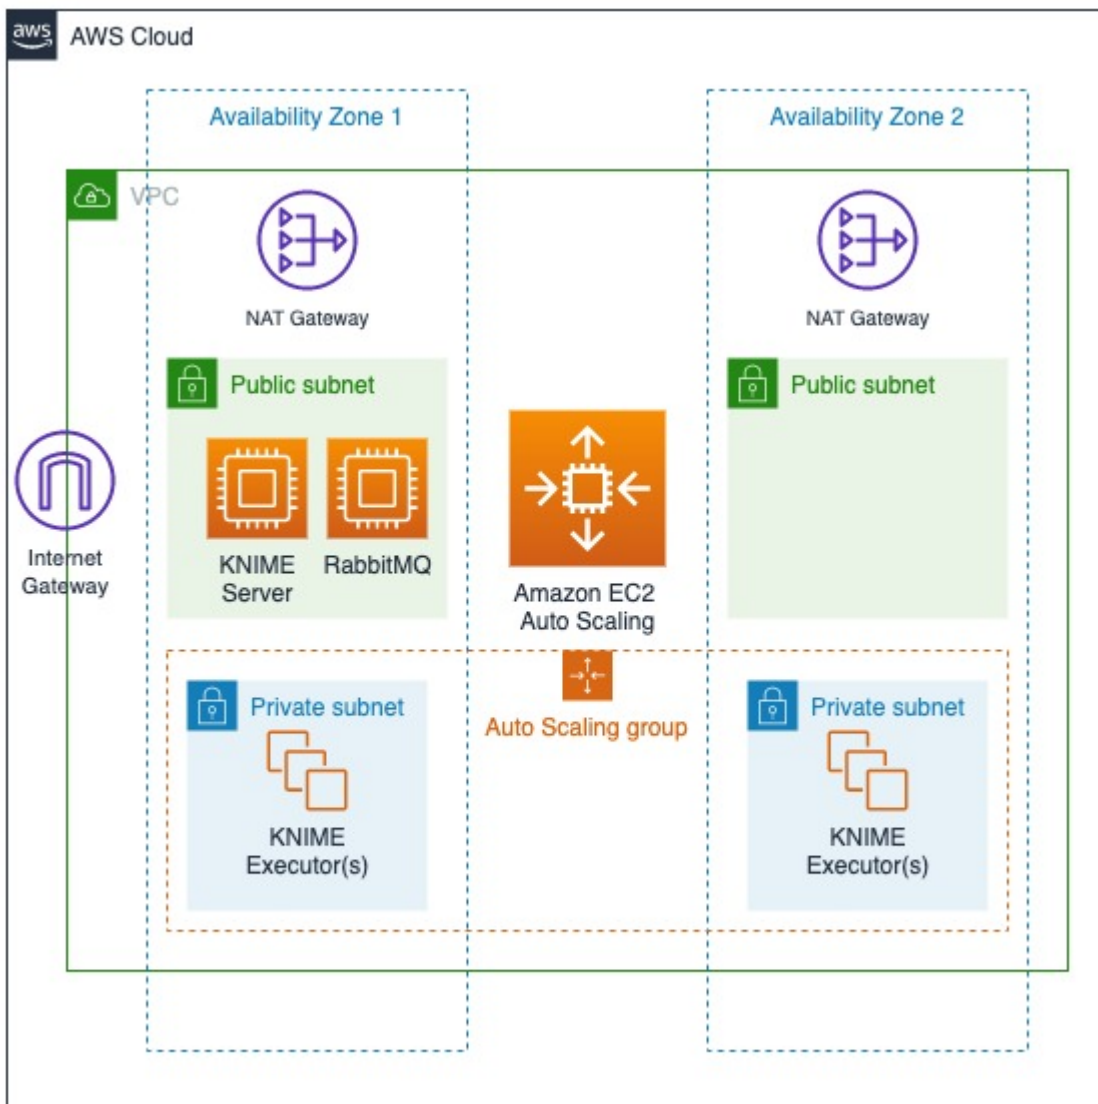 aws
AWS Cloud
Availability Zone 1
Availability Zone 2
VPC
NAT Gateway
NAT Gateway
Public subnet
Public subnet
Internet
Gateway
KNIME
Server
RabbitMQ
Amazon EC2
Auto Scaling
Private subnet
Auto Scaling group
Private subnet
KNIME
Executor(s)
KNIME
Executor(s)